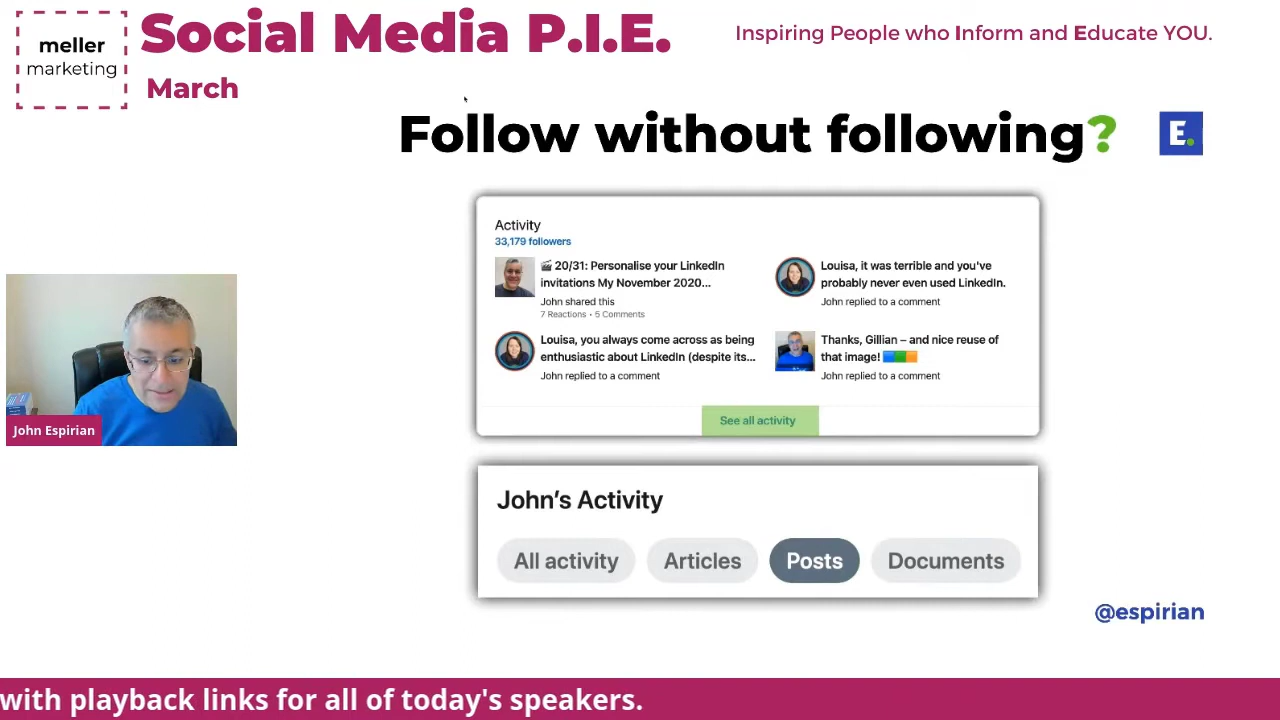 meller
marketing
Social Media P.I.E.
March
Inspiring People who Inform and Educate YOU.
Follow without following?
E.
Activity
33,179 followers
🎬 20/31: Personalise your LinkedIn
invitations My November 2020...
John shared this
7 Reactions • 5 Comments
Louisa, it was terrible and you've
probably never even used LinkedIn.
John replied to a comment
Louisa, you always come across as being
enthusiastic about LinkedIn (despite its...
John replied to a comment
Thanks, Gillian – and nice reuse of
that image! 🟦🟩🟧
John replied to a comment
See all activity
John Espirian
John's Activity
All activity
Articles
Posts
Documents
@espirian
with playback links for all of today's speakers.